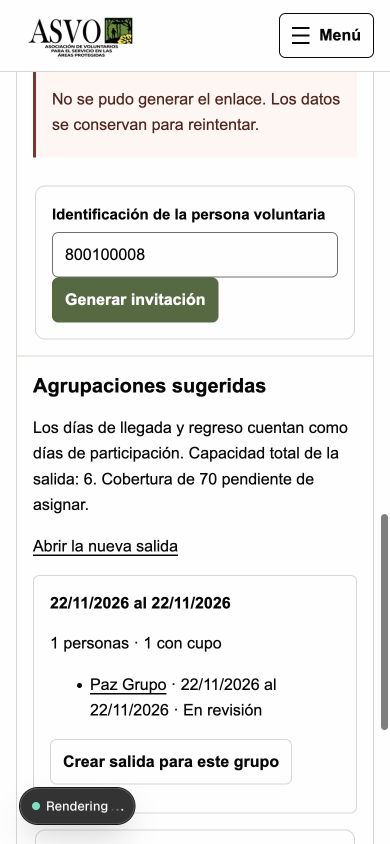 ASVO
ASOCIACIÓN DE VOLUNTARIOS
PARA EL SERVICIO EN LAS
ÁREAS PROTEGIDAS
Menú
No se pudo generar el enlace. Los datos
se conservan para reintentar.
Identificación de la persona voluntaria
800100008
Generar invitación
Agrupaciones sugeridas
Los días de llegada y regreso cuentan como
días de participación. Capacidad total de la
salida: 6. Cobertura de 70 pendiente de
asignar.
Abrir la nueva salida
22/11/2026 al 22/11/2026
1 personas · 1 con cupo
• Paz Grupo · 22/11/2026 al
22/11/2026 · En revisión
Crear salida para este grupo
Rendering ...